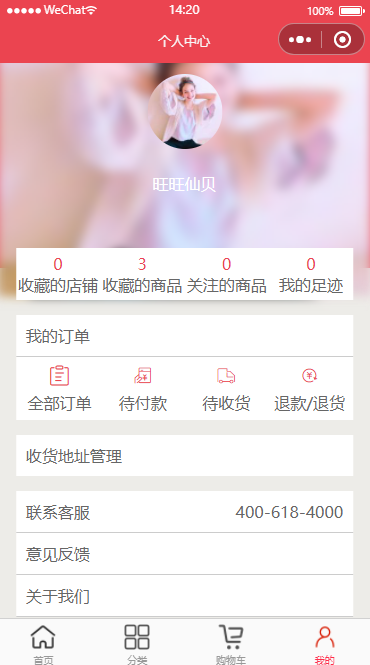 WeChat 14:20 100%
个人中心
旺旺仙贝
0 3 0 0
收藏的店铺 收藏的商品 关注的商品 我的足迹
我的订单
全部订单 待付款 待收货 退款/退货
收货地址管理
联系客服 400-618-4000
意见反馈
关于我们
首页 分类 购物车 我的